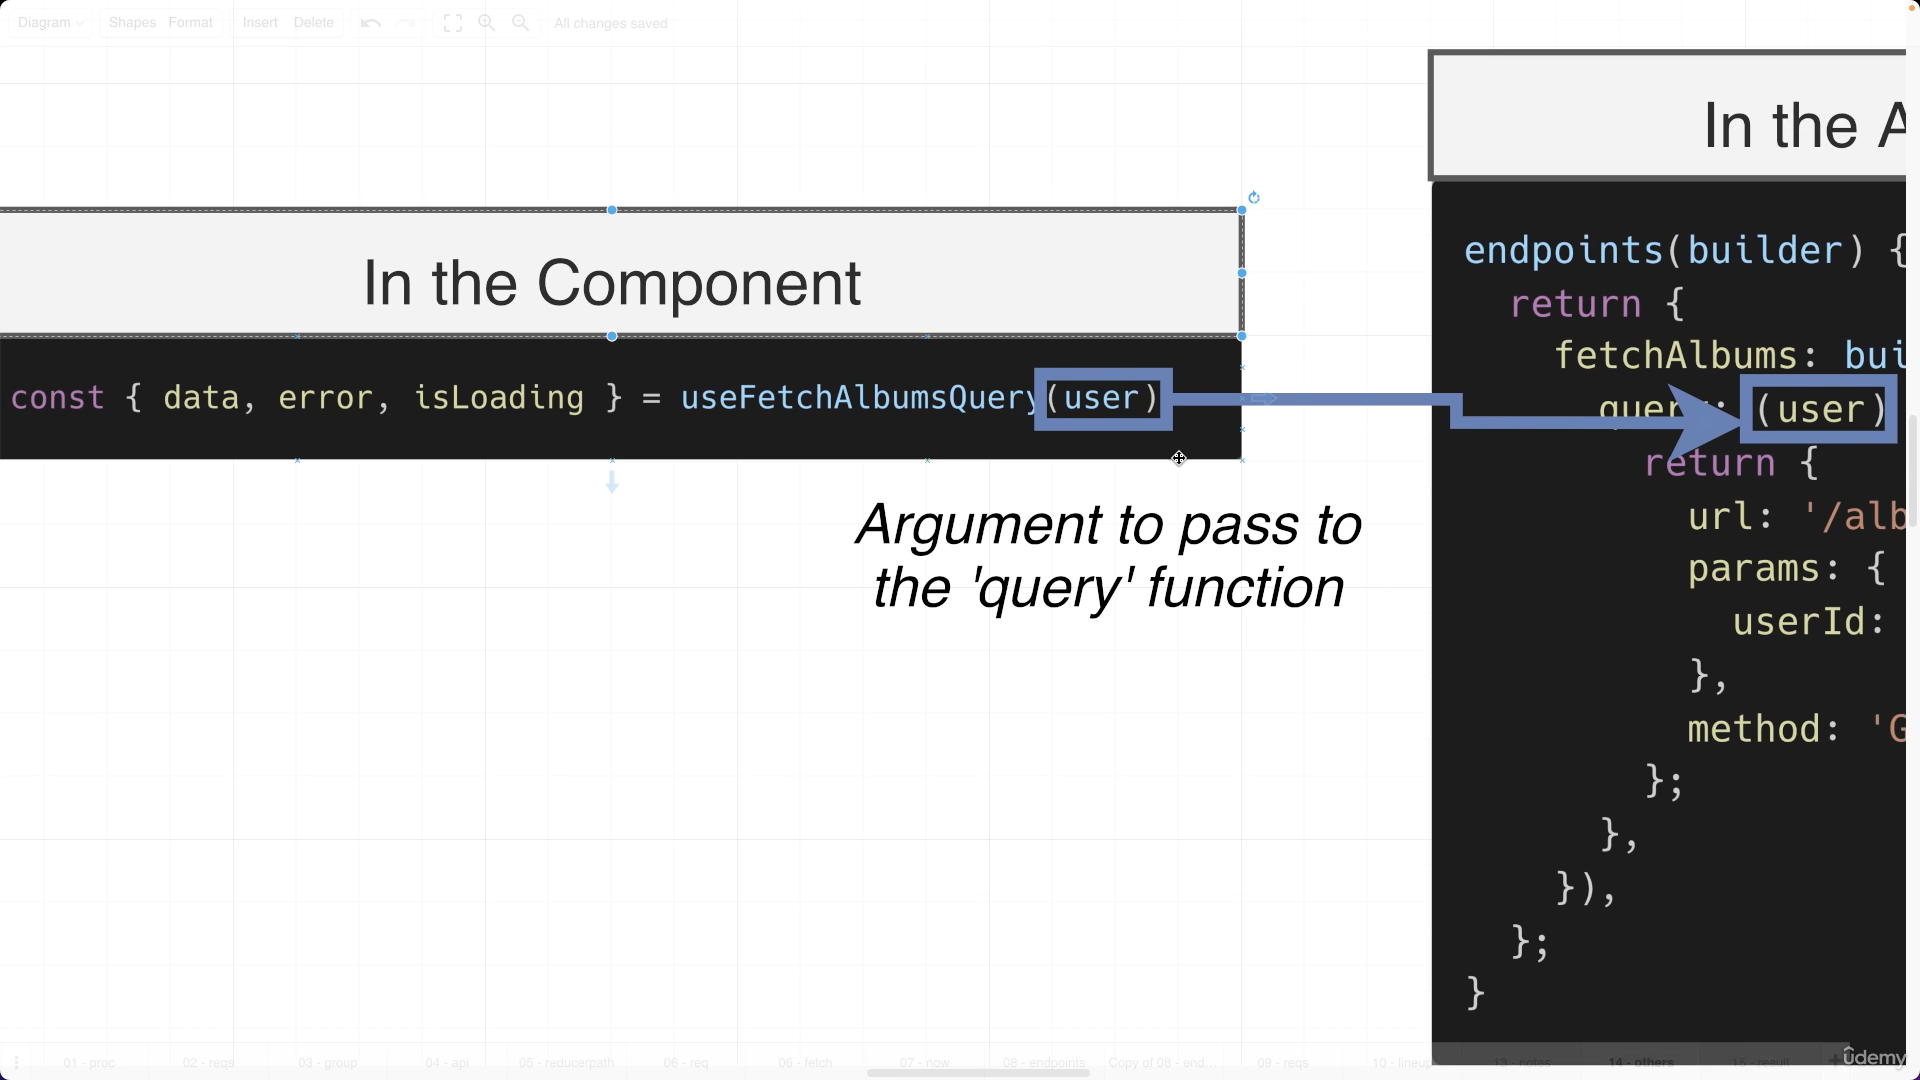 Diagram
Shapes Format
Insert Delete
All changes saved
In the Component
const { data, error, isLoading } = useFetchAlbumsQuery(user)
Argument to pass to
the 'query' function
In the A
endpoints(builder) {
return {
fetchAlbums: bui
query: (user)
return {
url: '/alb
params: {
userId:
},
method: 'G
};
},
}),
};
}
01 - proc 02 - reqs 03 - group 04 - api 05 - reducerpath 06 - req 06 - fetch 07 - now 08 - endpoints Copy of 08 - end... 09 - reqs 10 - lineup 13 - notes 14 - others 15 - result
ûdemy